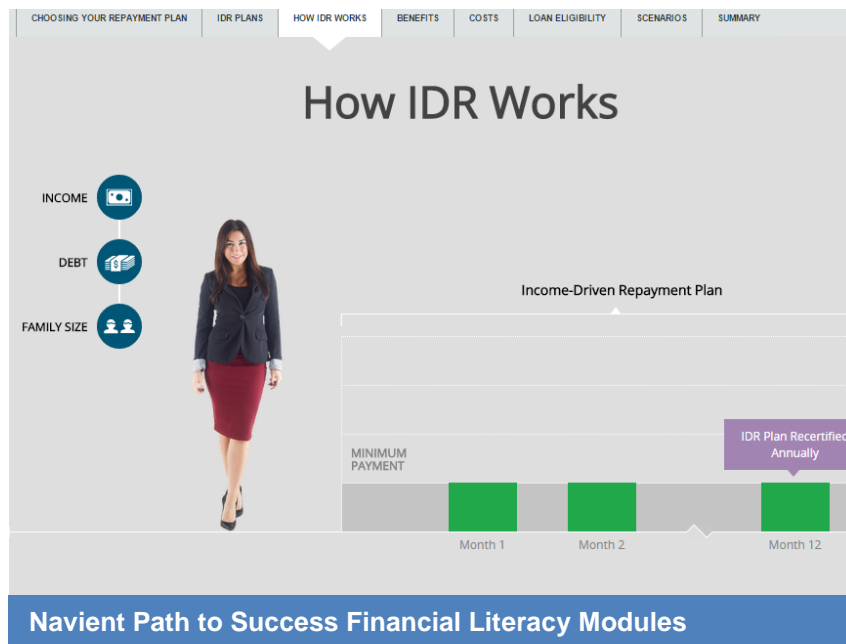 CHOOSING YOUR REPAYMENT PLAN IDR PLANS HOW IDR WORKS BENEFITS COSTS LOAN ELIGIBILITY SCENARIOS SUMMARY
How IDR Works
INCOME
DEBT
FAMILY SIZE
Income-Driven Repayment Plan
IDR Plan Recertified
Annually
MINIMUM
PAYMENT
Month 1 Month 2 Month 12
Navient Path to Success Financial Literacy Modules